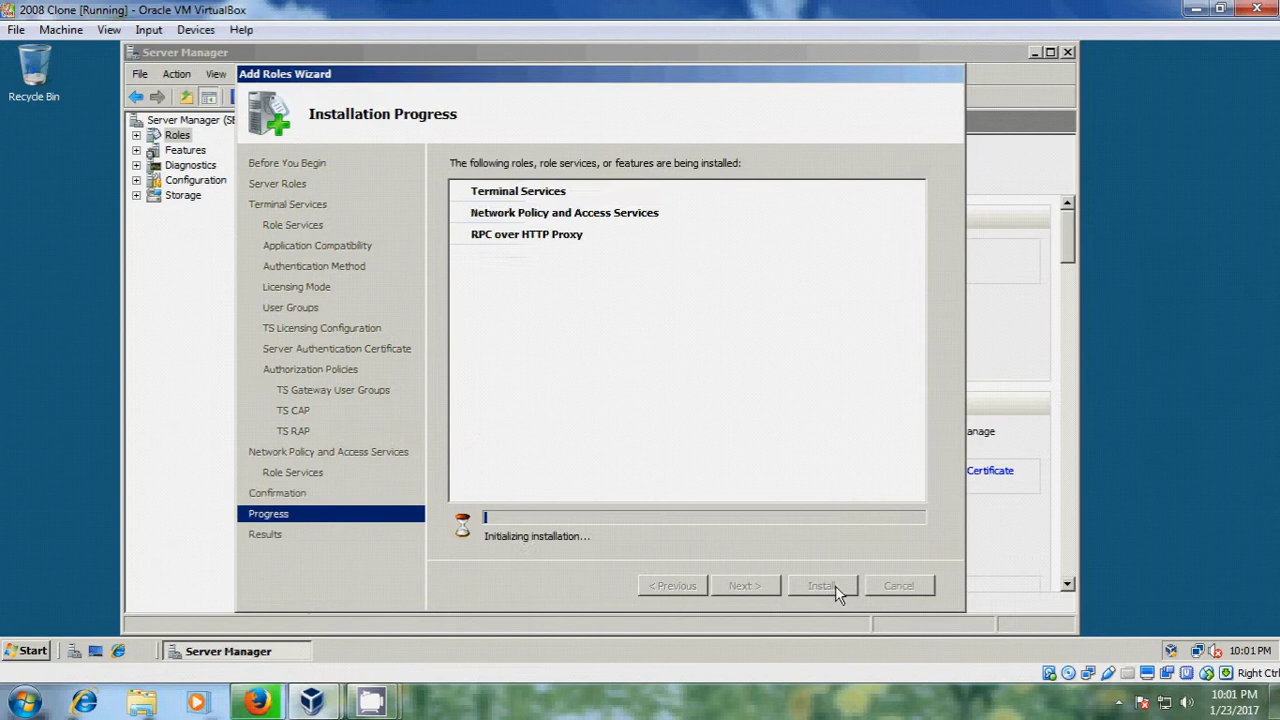 2008 Clone [Running] - Oracle VM VirtualBox
File Machine View Input Devices Help
Recycle Bin
Server Manager
File Action View
Add Roles Wizard
Installation Progress
Server Manager (SE
Roles
Features
Diagnostics
Configuration
Storage
Before You Begin
Server Roles
Terminal Services
Role Services
Application Compatibility
Authentication Method
Licensing Mode
User Groups
TS Licensing Configuration
Server Authentication Certificate
Authorization Policies
TS Gateway User Groups
TS CAP
TS RAP
Network Policy and Access Services
Role Services
Confirmation
Progress
Results
The following roles, role services, or features are being installed:
Terminal Services
Network Policy and Access Services
RPC over HTTP Proxy
Initializing installation...
< Previous Next > Install Cancel
anage
Certificate
Start Server Manager 10:01 PM
Right Ctrl
10:01 PM
1/23/2017